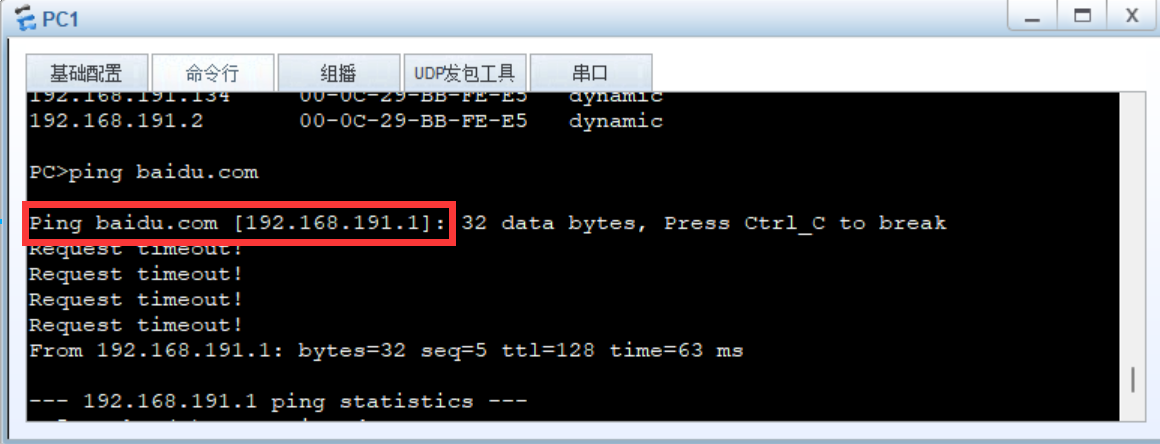 PC1
基础配置 命令行 组播 UDP发包工具 串口
192.168.191.134 00-0C-29-BB-FE-E5 dynamic
192.168.191.2 00-0C-29-BB-FE-E5 dynamic
PC>ping baidu.com
Ping baidu.com [192.168.191.1]: 32 data bytes, Press Ctrl_C to break
Request timeout!
Request timeout!
Request timeout!
Request timeout!
From 192.168.191.1: bytes=32 seq=5 ttl=128 time=63 ms
--- 192.168.191.1 ping statistics ---